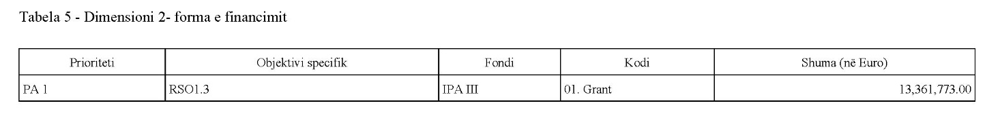 Tabela 5 - Dimensioni 2- forma e financimit
Prioriteti Objektivi specifik Fondi Kodi Shuma (në Euro)
PA 1 RSO1.3 IPA III 01. Grant 13,361,773.00